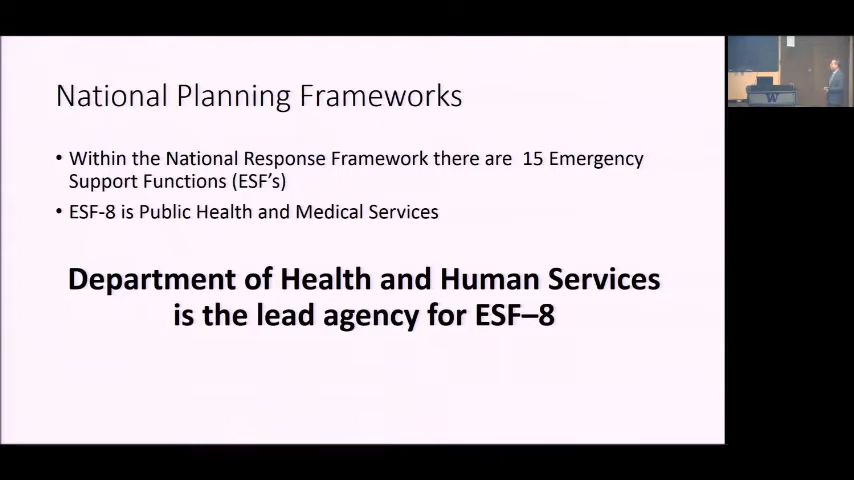 National Planning Frameworks
• Within the National Response Framework there are 15 Emergency
Support Functions (ESF's)
• ESF-8 is Public Health and Medical Services
Department of Health and Human Services
is the lead agency for ESF–8
W